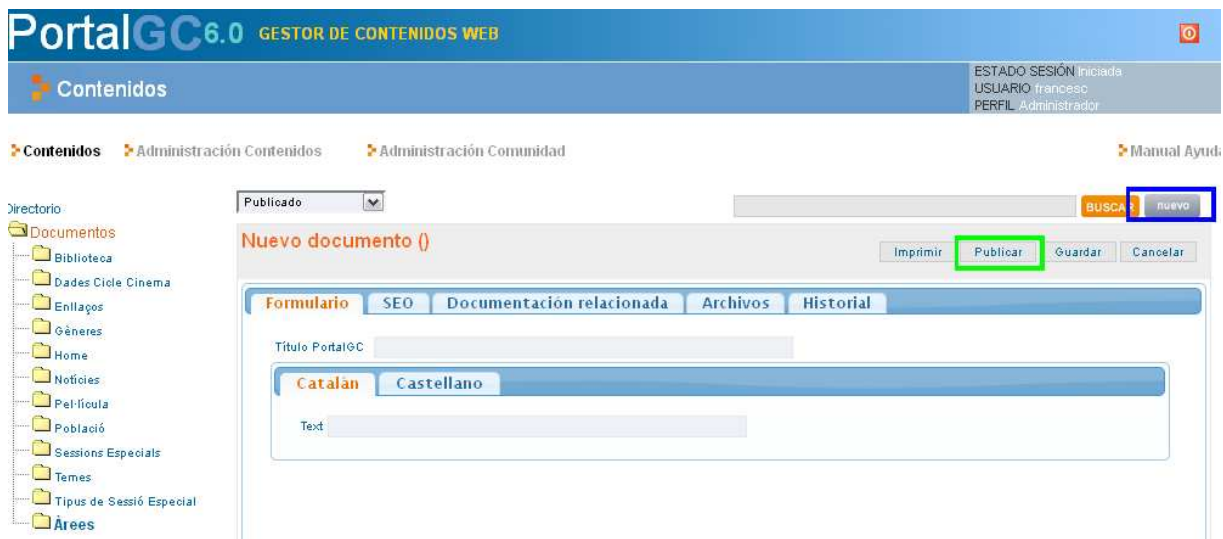 PortalGC6.0 GESTOR DE CONTENIDOS WEB
Contenidos
ESTADO SESIÓN Iniciada
USUARIO francesc
PERFIL Administrador
Contenidos Administración Contenidos Administración Comunidad Manual Ayuda
Directorio
Publicado
BUSCAR nuevo
Documentos
Biblioteca
Dades Cicle Cinema
Enllaços
Gèneres
Home
Notícies
Pel·lícula
Població
Sessions Especials
Temes
Tipus de Sessió Especial
Àrees
Nuevo documento ()
Imprimir Publicar Guardar Cancelar
Formulario SEO Documentación relacionada Archivos Historial
Título PortalGC
Catalàn Castellano
Text